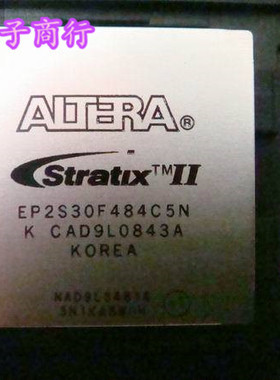 子商行
ALTERA®
Stratix™II
EP2S30F484C5N
K CAD9L0843A
KOREA